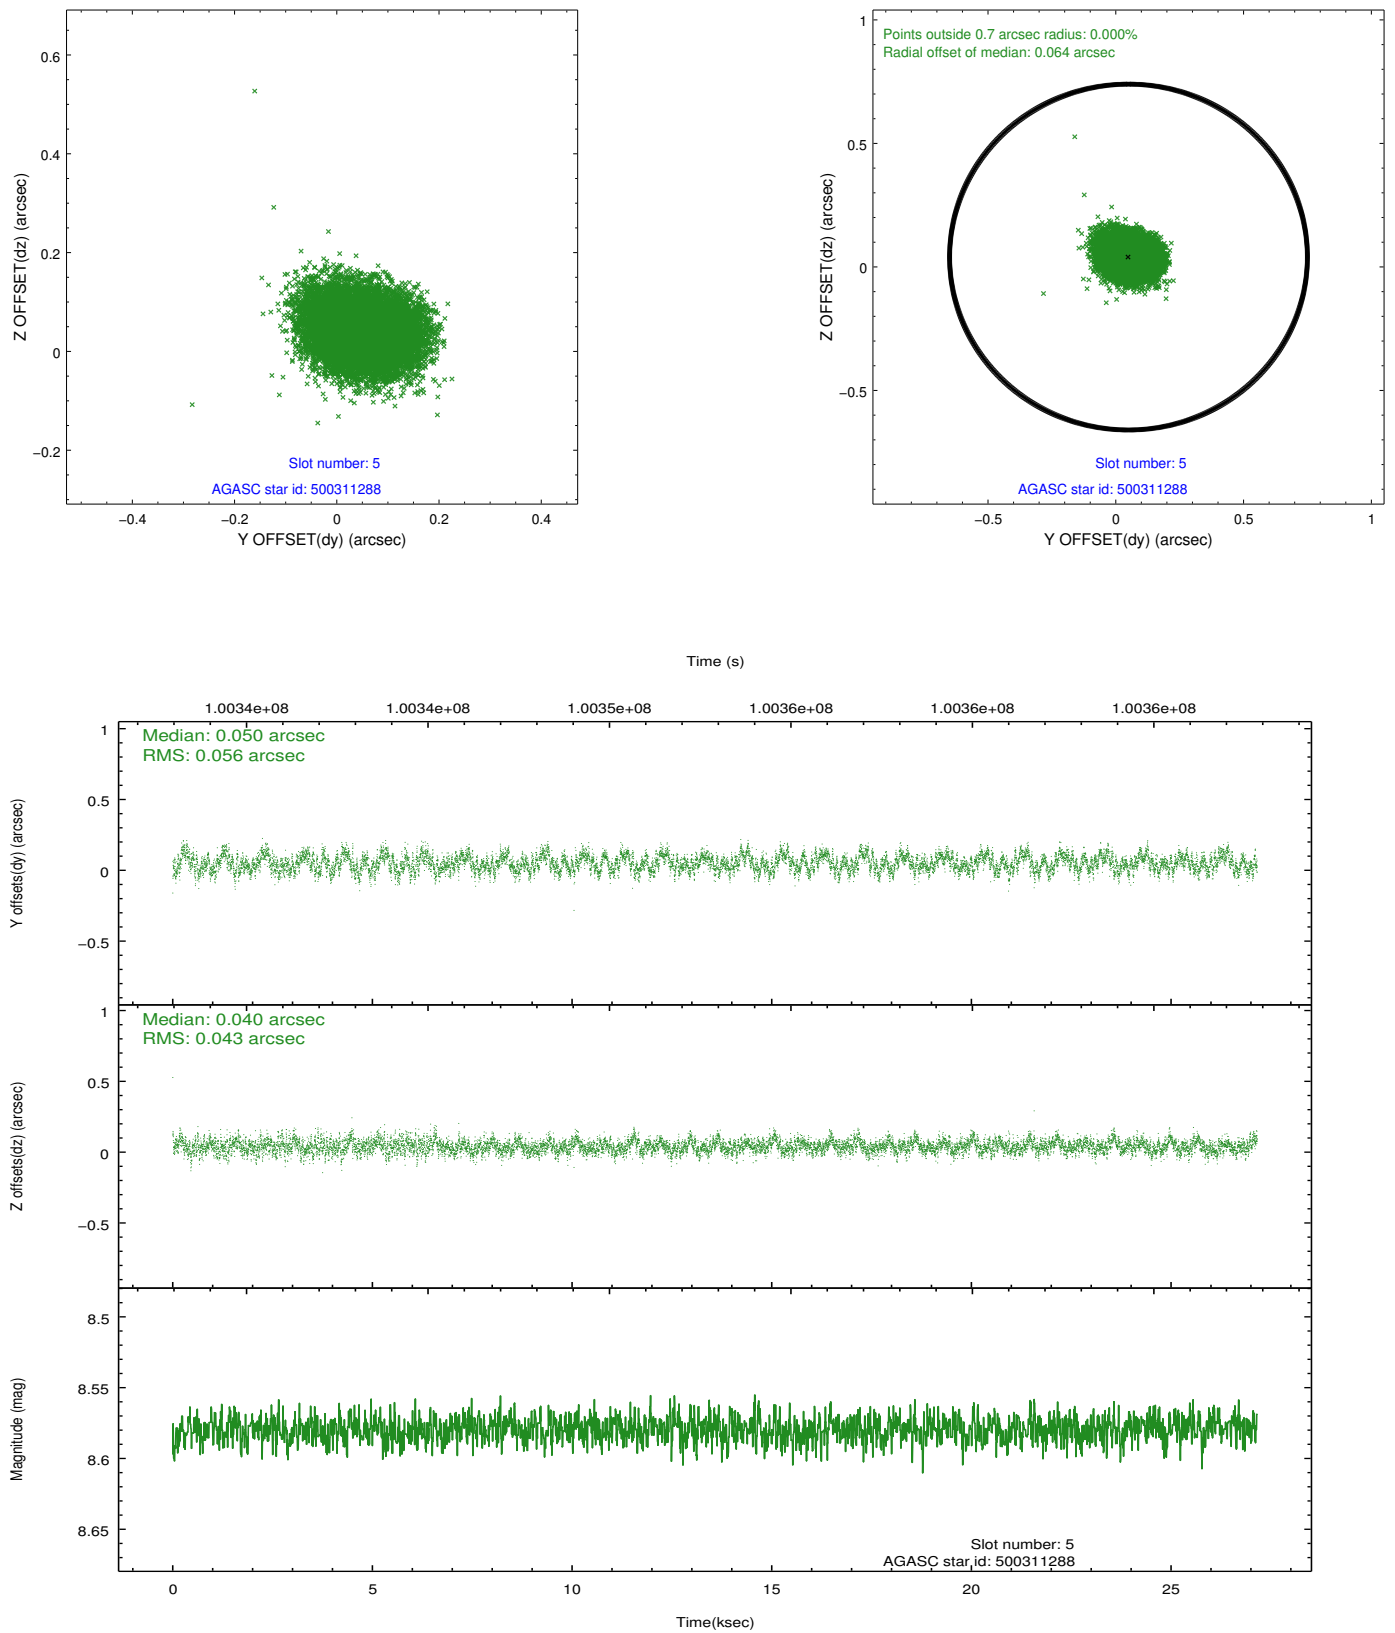 0.6
0.4
0.2
0
−0.2
−0.4
−0.2
0
0.2
0.4
Z OFFSET(dz) (arcsec)
Y OFFSET(dy) (arcsec)
Slot number: 5
AGASC star id: 500311288
Points outside 0.7 arcsec radius: 0.000%
Radial offset of median: 0.064 arcsec
1
0.5
0
−0.5
−0.5
0
0.5
1
Z OFFSET(dz) (arcsec)
Y OFFSET(dy) (arcsec)
Slot number: 5
AGASC star id: 500311288
Time (s)
1.0034e+08
1.0034e+08
1.0035e+08
1.0036e+08
1.0036e+08
1.0036e+08
Median: 0.050 arcsec
RMS: 0.056 arcsec
1
0.5
0
−0.5
Y offsets(dy) (arcsec)
Median: 0.040 arcsec
RMS: 0.043 arcsec
1
0.5
0
−0.5
Z offsets(dz) (arcsec)
8.5
8.55
8.6
8.65
Magnitude (mag)
Slot number: 5
AGASC star id: 500311288
0
5
10
15
20
25
Time(ksec)